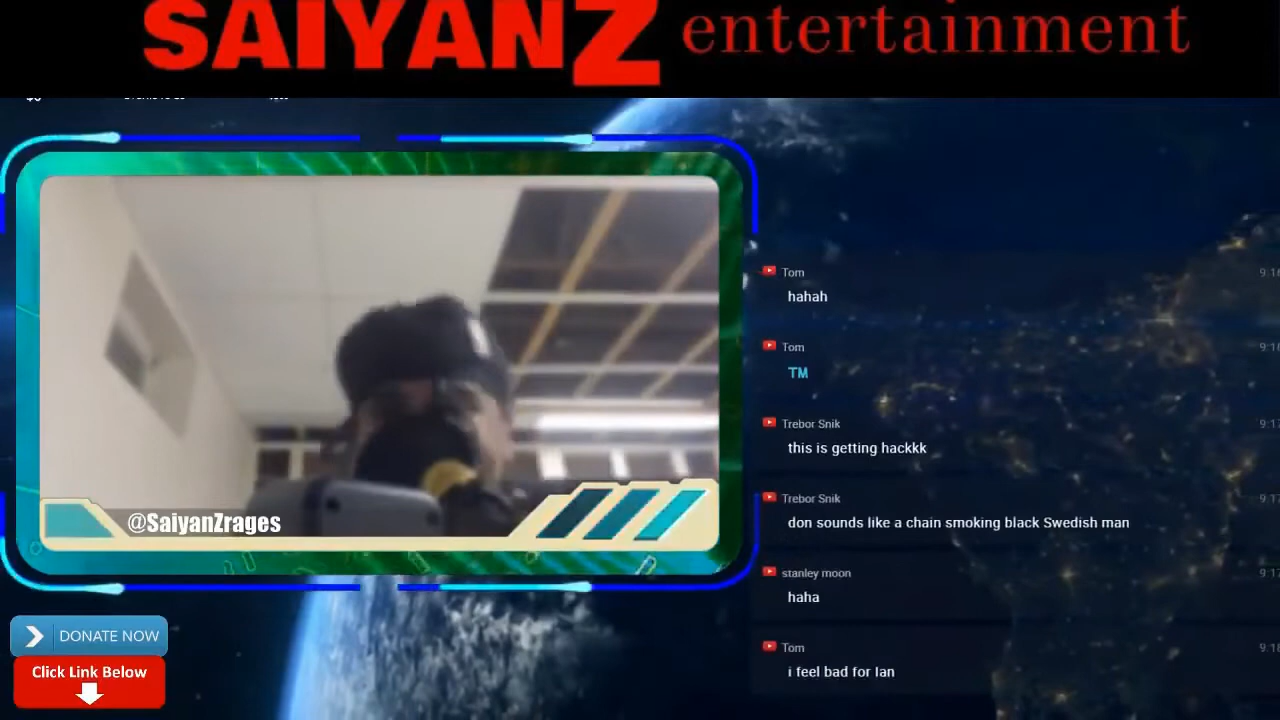 SAIYANZ entertainment
Tom
hahah
Tom
TM
Trebor Snik
this is getting hackkk
Trebor Snik
don sounds like a chain smoking black Swedish man
stanley moon
haha
Tom
i feel bad for Ian
@SaiyanZrages
DONATE NOW
Click Link Below